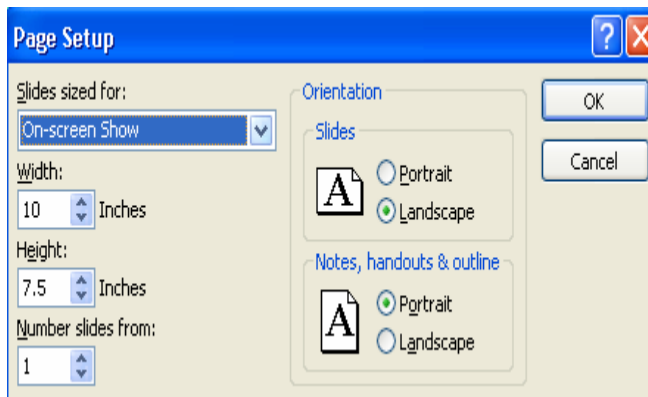 Page Setup
Slides sized for:
On-screen Show
Width:
10 Inches
Height:
7.5 Inches
Number slides from:
1
Orientation
Slides
A
Portrait
Landscape
Notes, handouts & outline
A
Portrait
Landscape
OK
Cancel